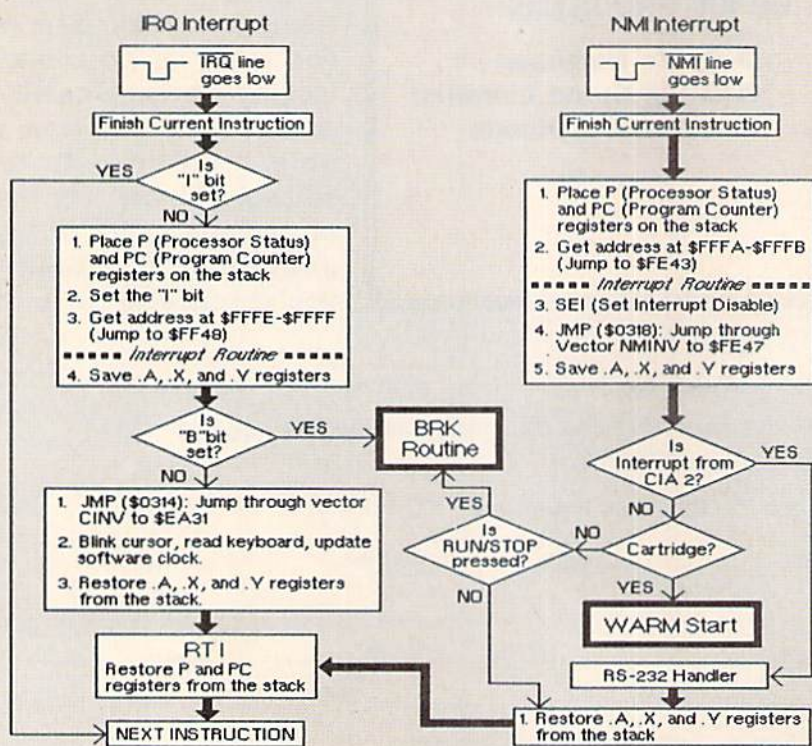 IRQ Interrupt
IRQ line
goes low
Finish Current Instruction
YES
Is
"I" bit
set?
NO
1. Place P (Processor Status)
and PC (Program Counter)
registers on the stack
2. Set the "I" bit
3. Get address at $FFFE-$FFFF
(Jump to $FF48)
Interrupt Routine
4. Save .A, .X, and .Y registers
Is
"B"bit
set?
YES
NO
BRK
Routine
1. JMP ($0314): Jump through vector
CINV to $EA31
2. Blink cursor, read keyboard, update
software clock.
3. Restore .A, .X, and .Y registers
from the stack.
RTI
Restore P and PC
registers from the stack
NEXT INSTRUCTION
NMI Interrupt
NMI line
goes low
Finish Current Instruction
1. Place P (Processor Status)
and PC (Program Counter)
registers on the stack
2. Get address at $FFFA-$FFFB
(Jump to $FE43)
Interrupt Routine
3. SEI (Set Interrupt Disable)
4. JMP ($0318): Jump through
Vector NMINV to $FE47
5. Save .A, .X, and .Y registers
Is
Interrupt from
CIA 2?
YES
NO
Cartridge?
NO
YES
Is
RUN/STOP
pressed?
YES
NO
WARM Start
RS-232 Handler
1. Restore .A, .X, and .Y registers
from the stack